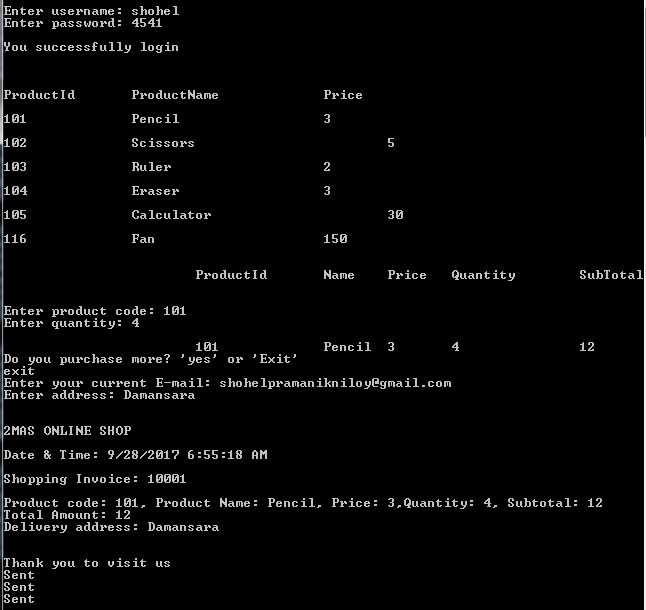 Enter username: shohel
Enter password: 4541
You successfully login
ProductId ProductName Price
101 Pencil 3
102 Scissors 5
103 Ruler 2
104 Eraser 3
105 Calculator 30
116 Fan 150
ProductId Name Price Quantity SubTotal
Enter product code: 101
Enter quantity: 4
101 Pencil 3 4 12
Do you purchase more? 'yes' or 'Exit'
exit
Enter your current E-mail: shohelpramanikniloy@gmail.com
Enter address: Damansara
2MAS ONLINE SHOP
Date & Time: 9/28/2017 6:55:18 AM
Shopping Invoice: 10001
Product code: 101, Product Name: Pencil, Price: 3,Quantity: 4, Subtotal: 12
Total Amount: 12
Delivery address: Damansara
Thank you to visit us
Sent
Sent
Sent